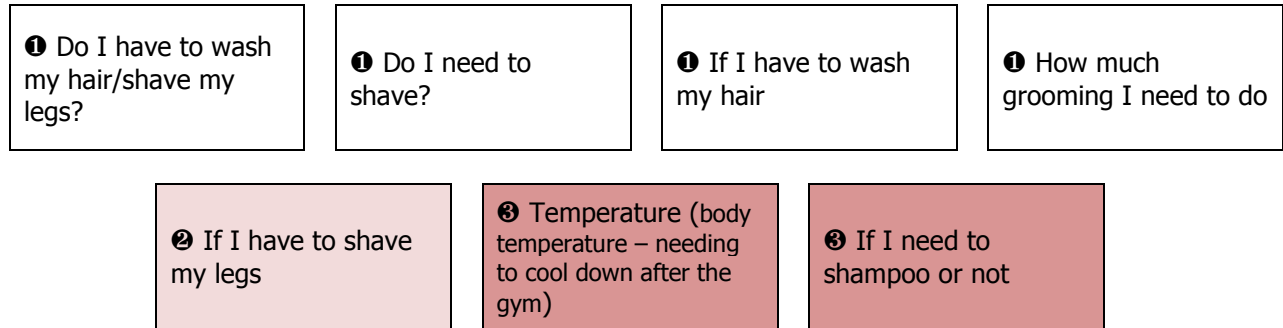 ❶ Do I have to wash
my hair/shave my
legs?
❶ Do I need to
shave?
❶ If I have to wash
my hair
❶ How much
grooming I need to do
❷ If I have to shave
my legs
❸ Temperature (body
temperature – needing
to cool down after the
gym)
❸ If I need to
shampoo or not